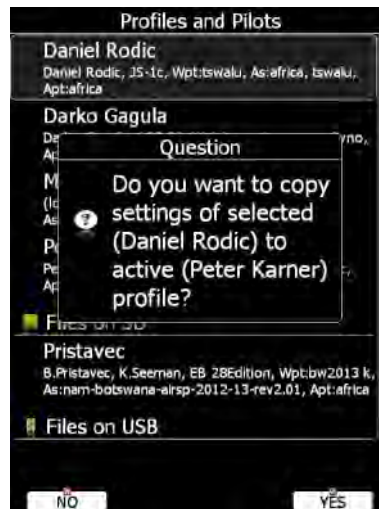 Profiles and Pilots
Daniel Rodic
Daniel Rodic, JS-1c, Wpt:tswalu, As:africa, tswalu,
Apt:africa
Darko Gagula
Question
Do you want to copy
settings of selected
(Daniel Rodic) to
active (Peter Karner)
profile?
Files on SD
Pristavec
B.Pristavec, K.Seeman, EB 28Edition, Wpt:bw2013 k,
As:nam-botswana-airsp-2012-13-rev2.01, Apt:africa
Files on USB
NO
YES